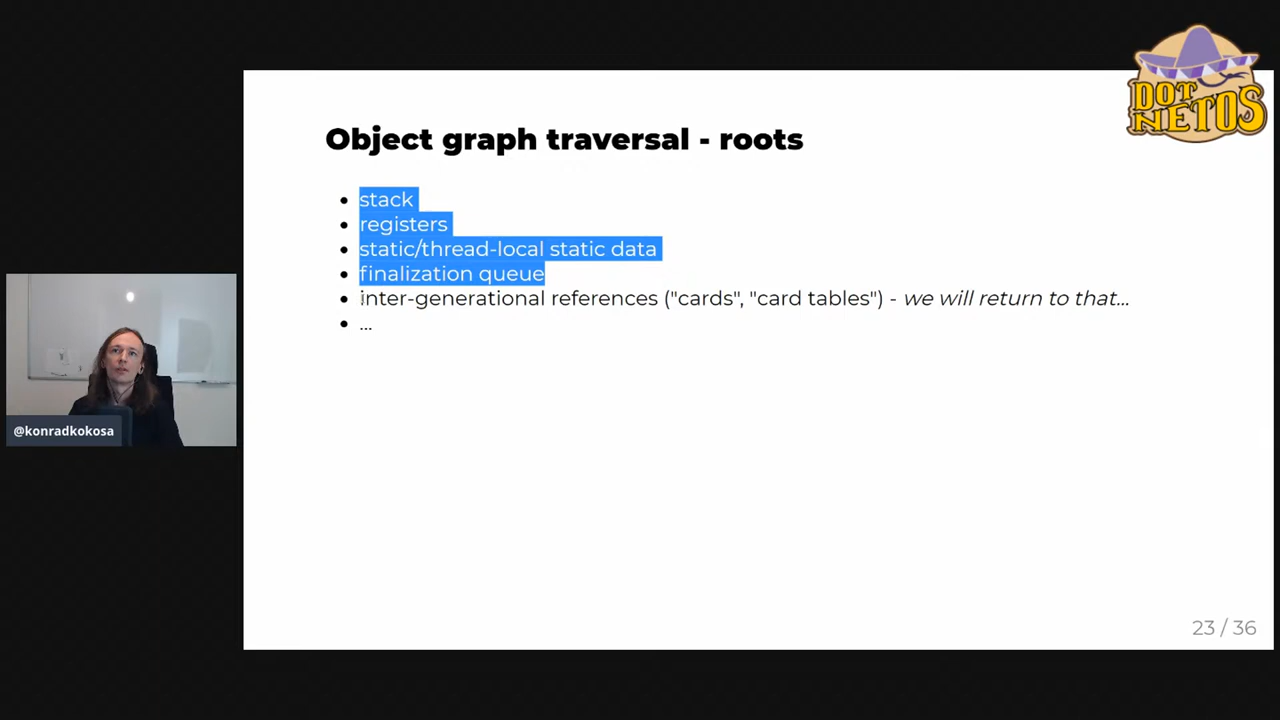 DOT
NETOS
Object graph traversal - roots
• stack
• registers
• static/thread-local static data
• finalization queue
• inter-generational references ("cards", "card tables") - we will return to that...
• ...
@konradkokosa
23 / 36